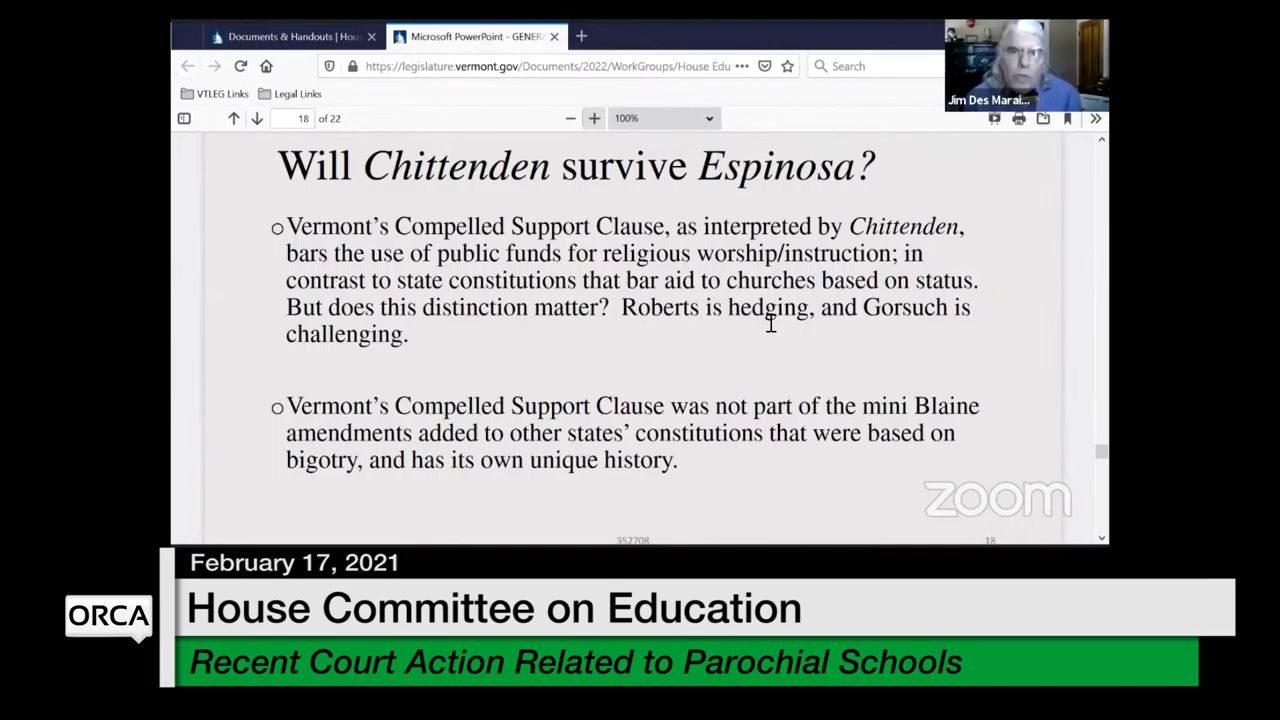 Documents & Handouts | Hou
Microsoft PowerPoint - GENERA
https://legislature.vermont.gov/Documents/2022/WorkGroups/House Edu
Search
Jim Des Marai...
VTLEG Links
Legal Links
18 of 22
100%
Will Chittenden survive Espinosa?
Vermont's Compelled Support Clause, as interpreted by Chittenden,
bars the use of public funds for religious worship/instruction; in
contrast to state constitutions that bar aid to churches based on status.
But does this distinction matter? Roberts is hedging, and Gorsuch is
challenging.
Vermont's Compelled Support Clause was not part of the mini Blaine
amendments added to other states' constitutions that were based on
bigotry, and has its own unique history.
zoom
352708
18
February 17, 2021
ORCA
House Committee on Education
Recent Court Action Related to Parochial Schools